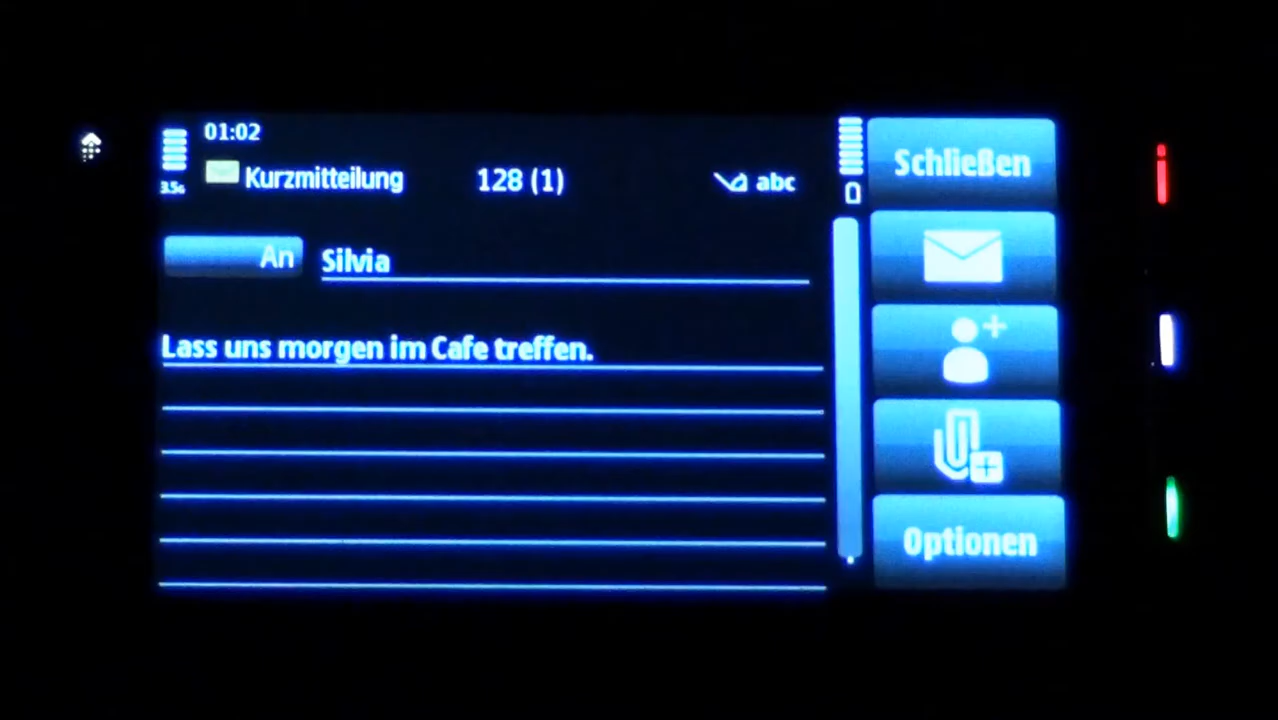 01:02
3.5G
Kurzmitteilung 128 (1) abc
Schließen
An Silvia
Lass uns morgen im Cafe treffen.
Optionen